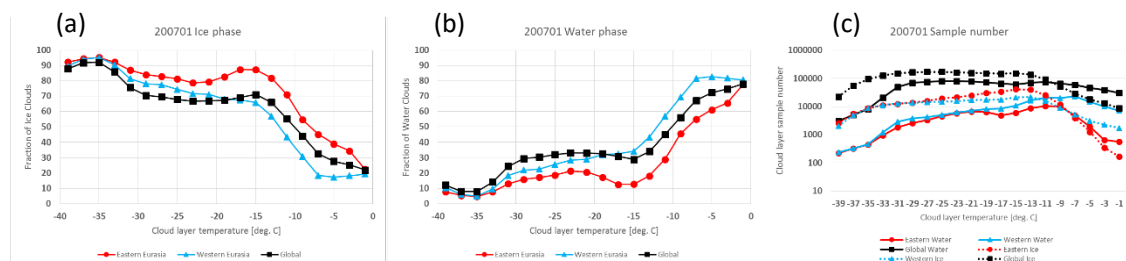 (a)
200701 Ice phase
Fraction of Ice Clouds
100
90
80
70
60
50
40
30
20
10
0
-40 -35 -30 -25 -20 -15 -10 -5 0
Cloud layer temperature [deg. C]
Eastern Eurasia Western Eurasia Global
(b)
200701 Water phase
Fraction of Water Clouds
100
90
80
70
60
50
40
30
20
10
0
-40 -35 -30 -25 -20 -15 -10 -5 0
Cloud layer temperature [deg. C]
Eastern Eurasia Western Eurasia Global
(c)
200701 Sample number
Cloud layer sample number
1000000
100000
10000
1000
100
10
-39 -37 -35 -33 -31 -29 -27 -25 -23 -21 -19 -17 -15 -13 -11 -9 -7 -5 -3 -1
Cloud layer temperature [deg. C]
Eastern Water Western Water
Global Water Eastern Ice
Western Ice Global Ice